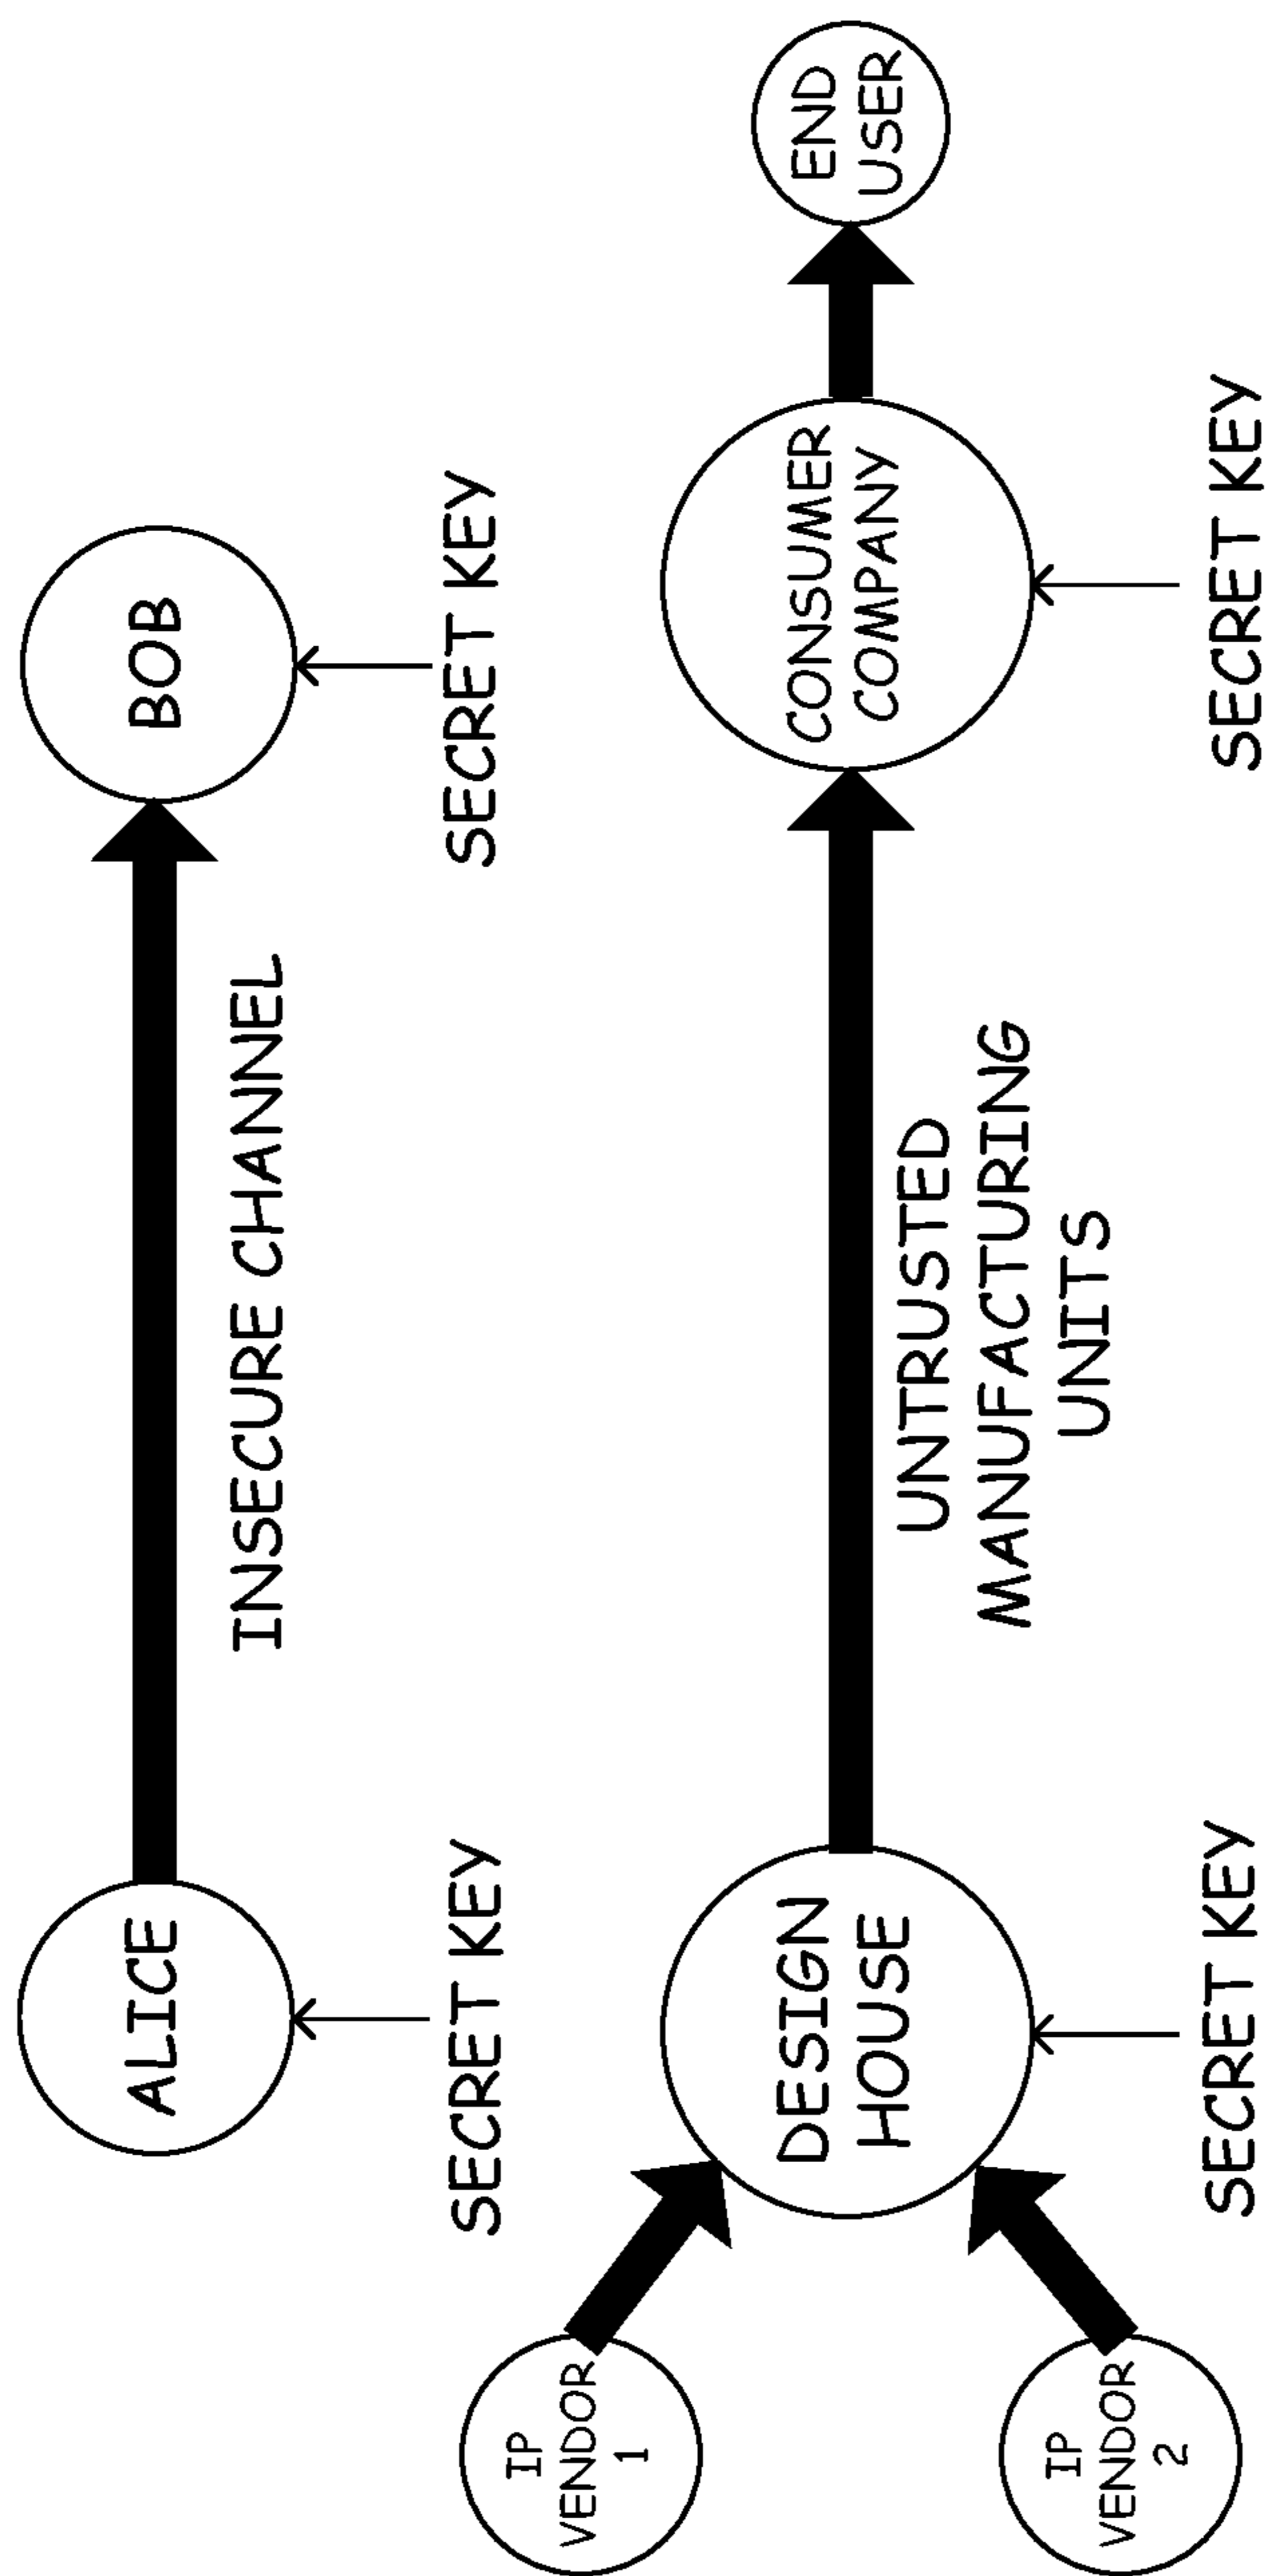 ALICE
INSECURE CHANNEL
BOB
SECRET KEY
SECRET KEY
IP
VENDOR
1
IP
VENDOR
2
DESIGN
HOUSE
UNTRUSTED
MANUFACTURING
UNITS
CONSUMER
COMPANY
END
USER
SECRET KEY
SECRET KEY